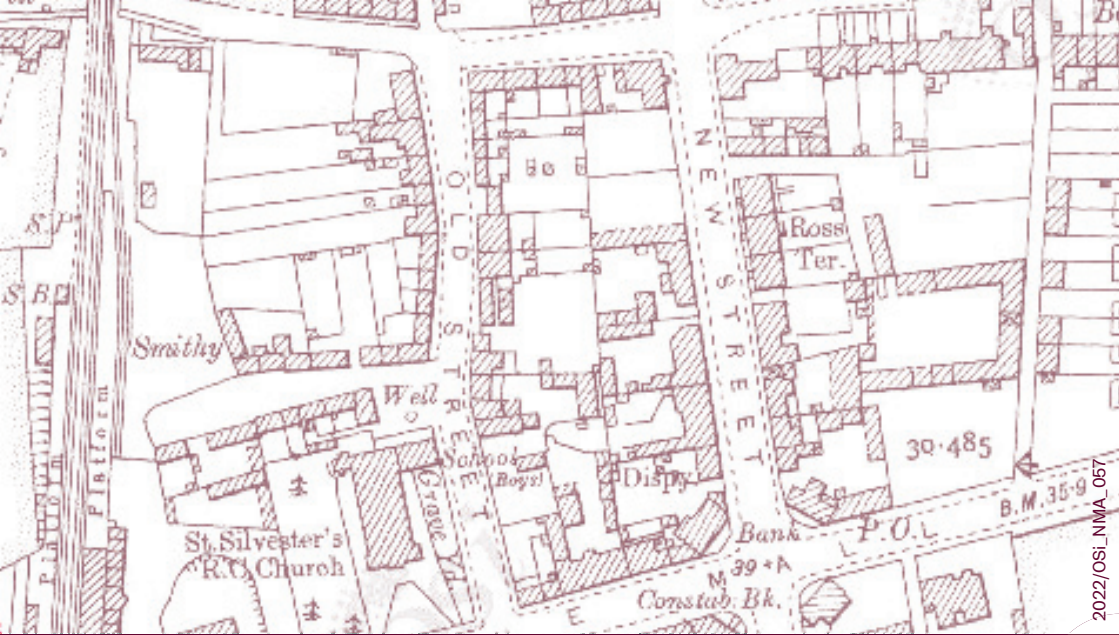 S.P.
S.B.
Smithy
Platform
OLD STREET
NEW STREET
Ross
Ter.
Well
School
(Boys)
Dispy
30·485
St. Silvester's
R.C. Church
Bank
P.O.
L
B.M. 35·9
39
M
E
Constab. Bk.
2022/OSi_NMA_057